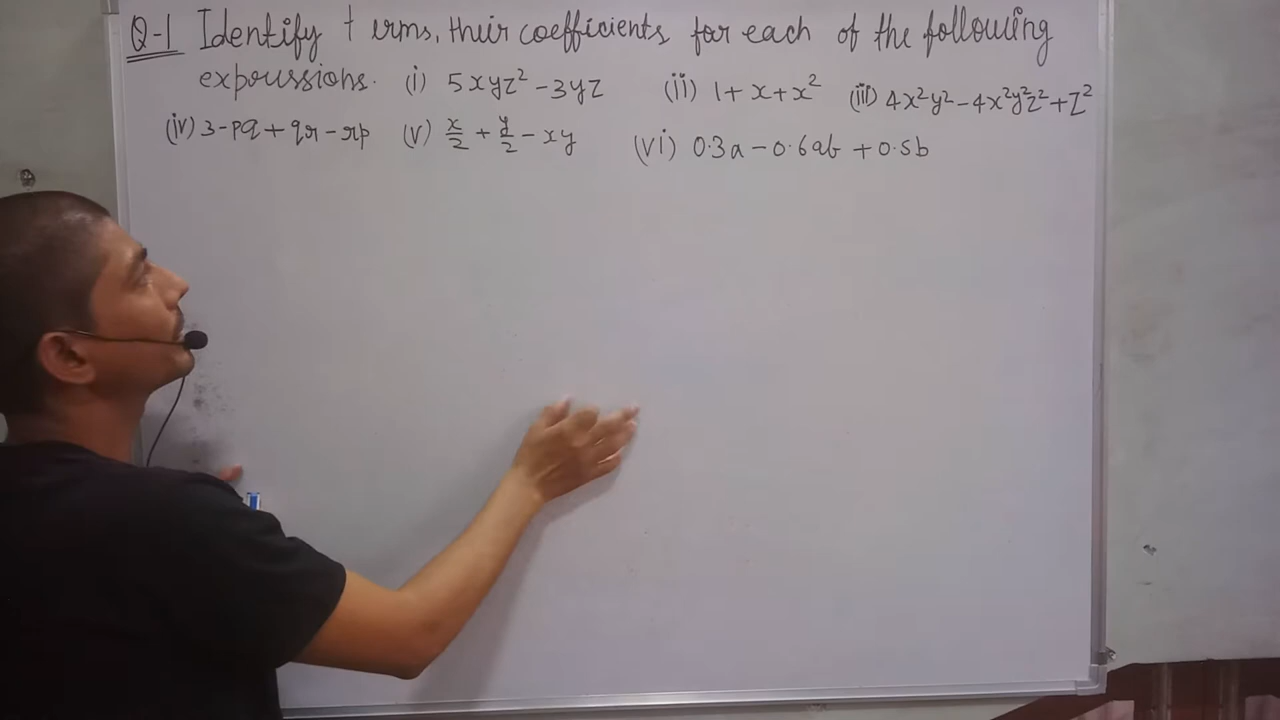 Q-1 Identify terms, their coefficients for each of the following
expressions. (i) 5xyz² - 3yz (ii) 1 + x + x² (iii) 4x²y² - 4x²y²z² + z²
(iv) 3 - pq + qr - rp (v) x/2 + y/2 - xy (vi) 0.3a - 0.6ab + 0.5b